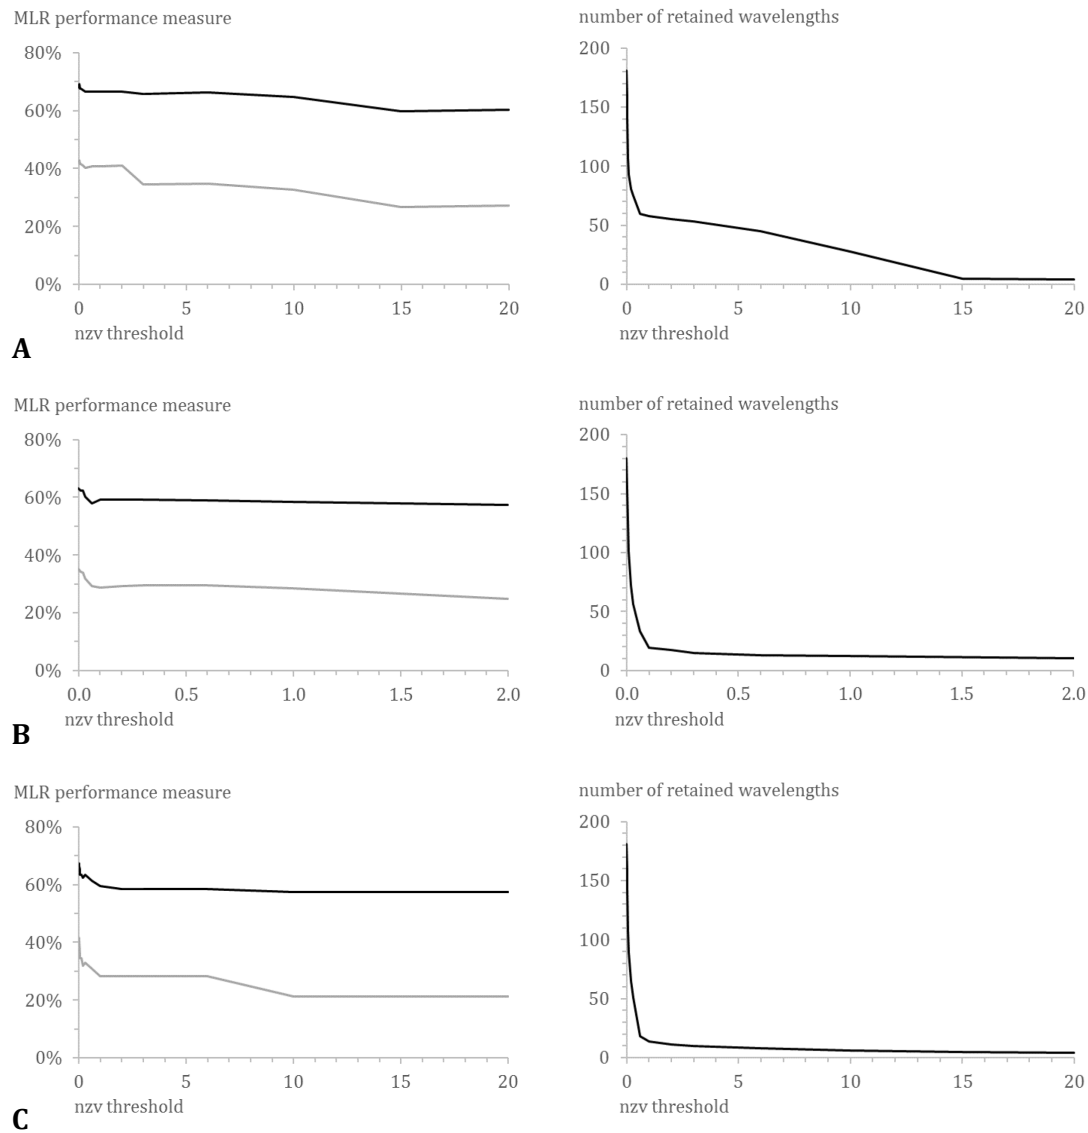 MLR performance measure
80%
60%
40%
20%
0%
0 5 10 15 20
nzv threshold
number of retained wavelengths
200
150
100
50
0
0 5 10 15 20
nzv threshold
A
MLR performance measure
80%
60%
40%
20%
0%
0.0 0.5 1.0 1.5 2.0
nzv threshold
number of retained wavelengths
200
150
100
50
0
0.0 0.5 1.0 1.5 2.0
nzv threshold
B
MLR performance measure
80%
60%
40%
20%
0%
0 5 10 15 20
nzv threshold
number of retained wavelengths
200
150
100
50
0
0 5 10 15 20
nzv threshold
C